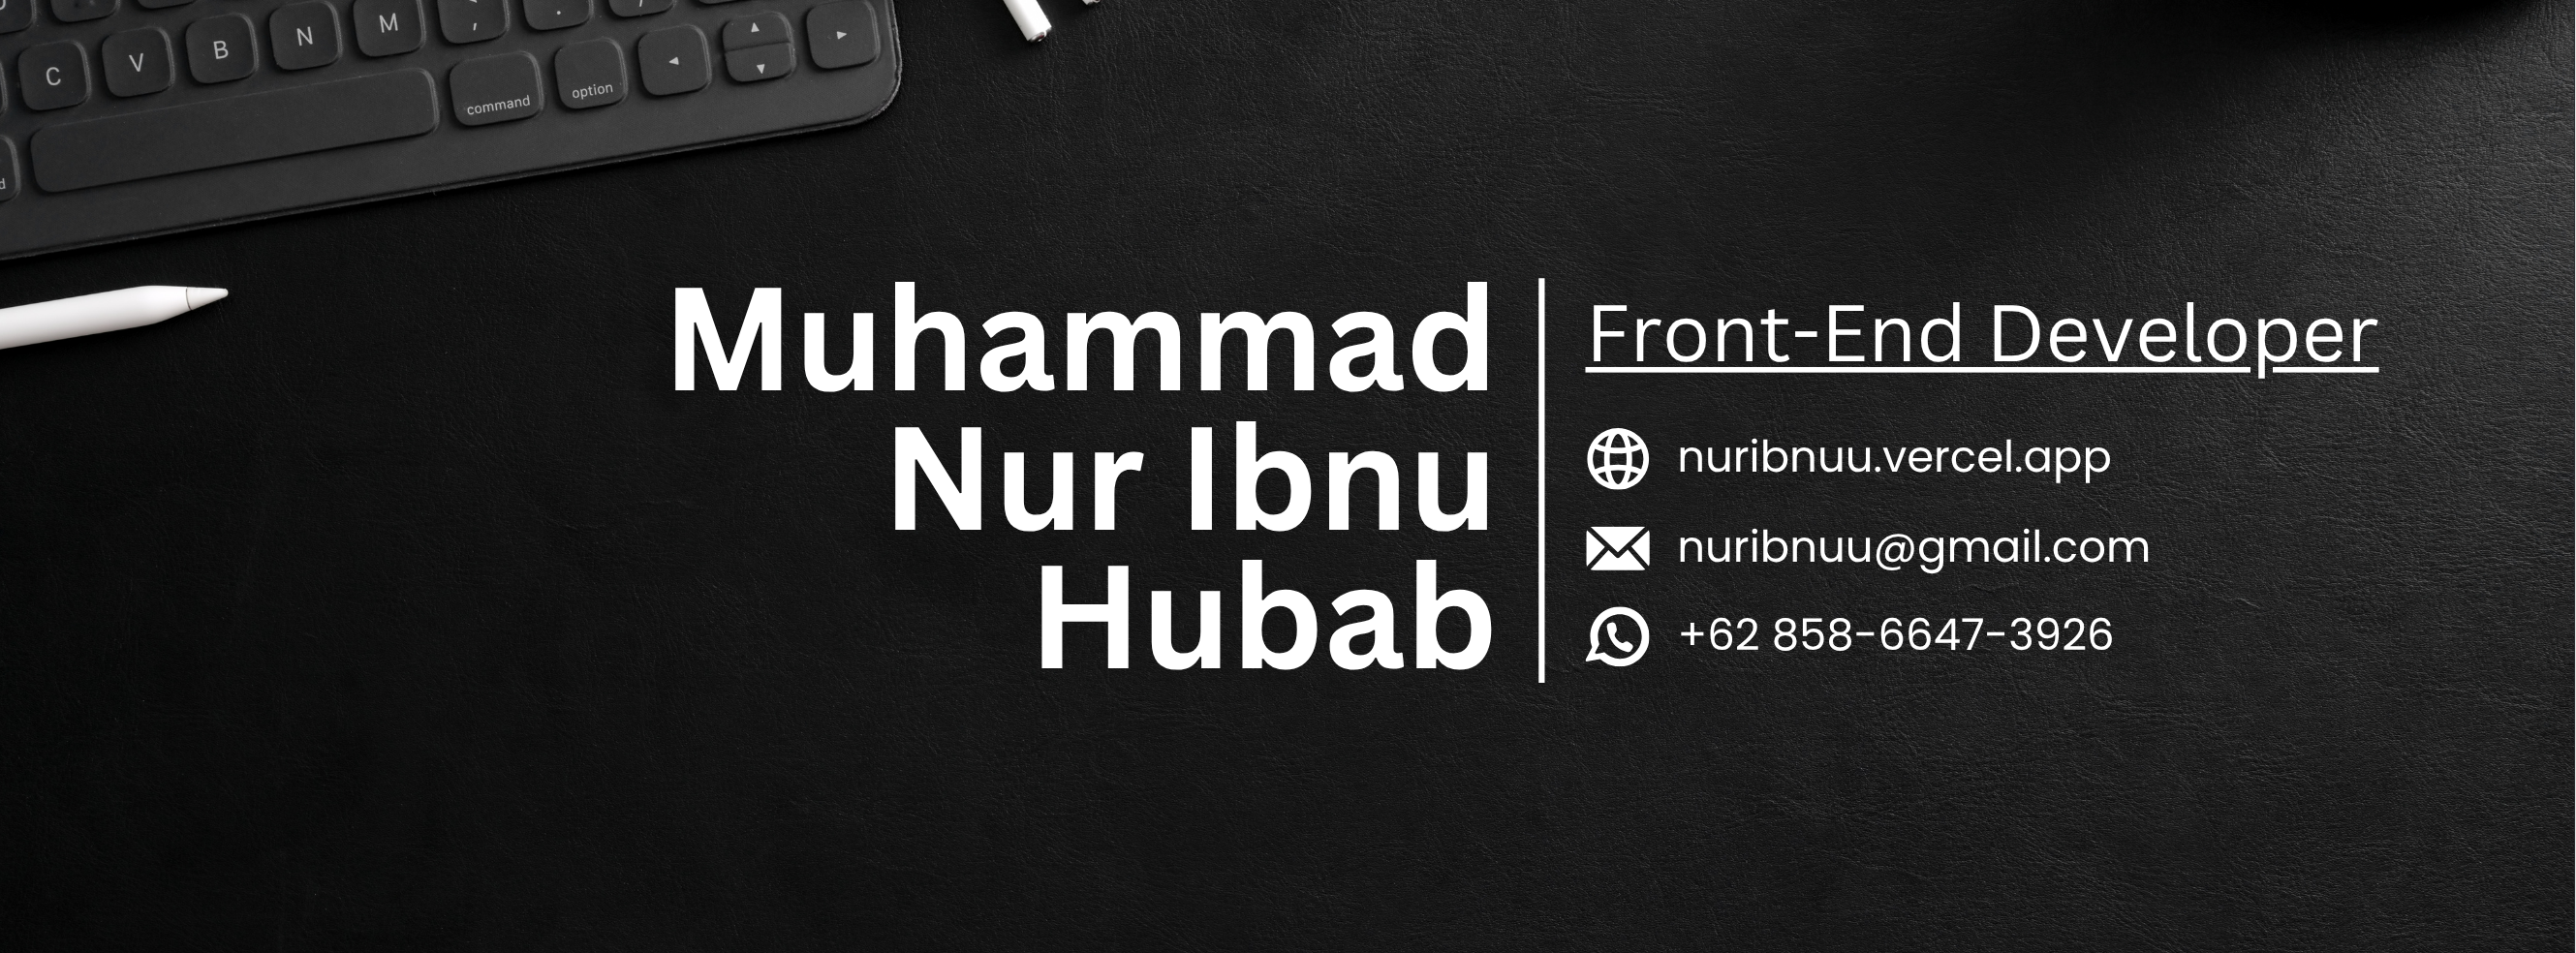 M
N
B
V
C
command
option
Muhammad
Nur Ibnu
Hubab
Front-End Developer
nuribnuu.vercel.app
nuribnuu@gmail.com
+62 858-6647-3926